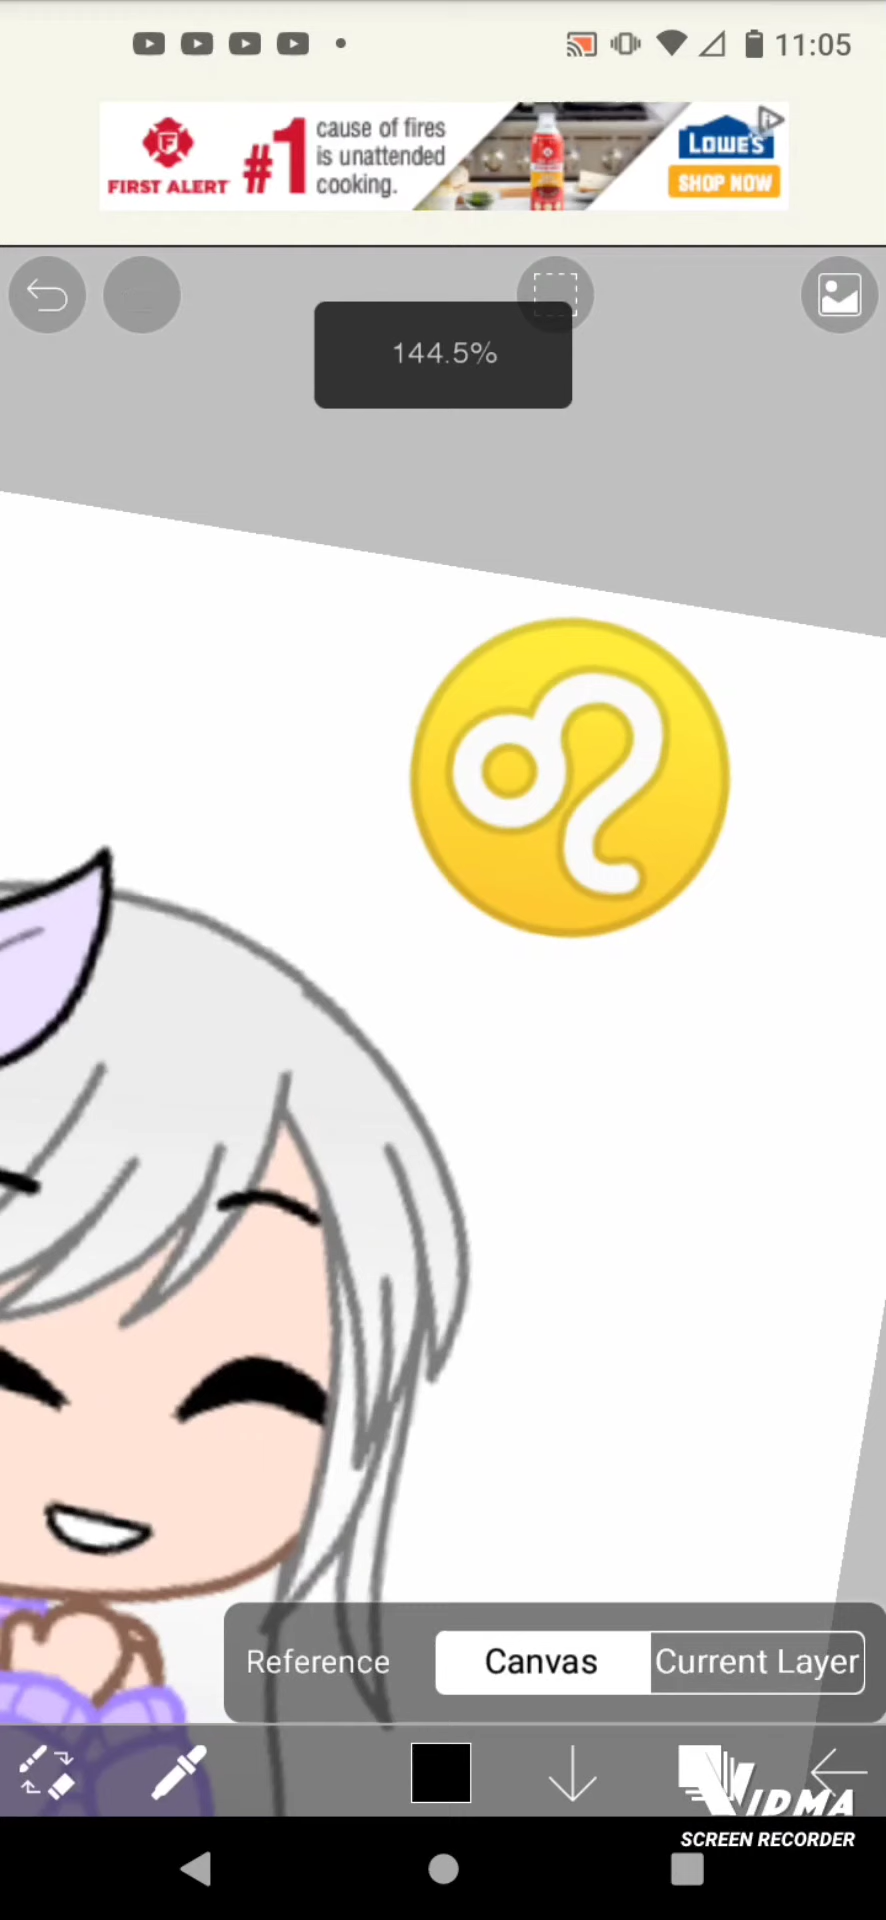 11:05
FIRST ALERT
#1
cause of fires
is unattended
cooking.
LOWE'S
SHOP NOW
144.5%
Reference
Canvas
Current Layer
VIDMA
SCREEN RECORDER